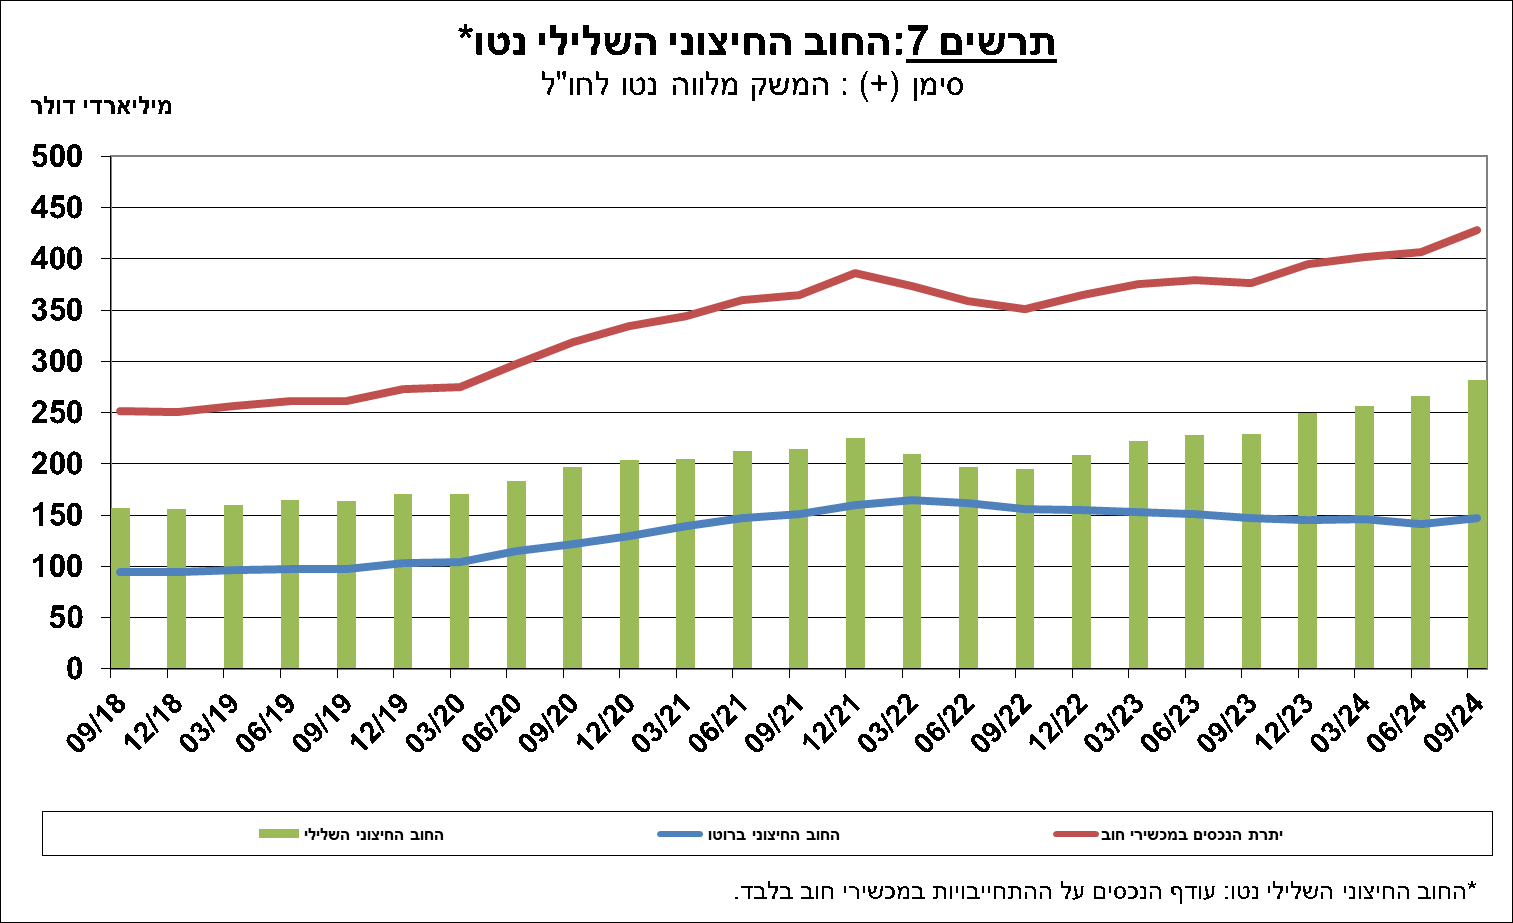 תרשים 7:החוב החיצוני השלילי נטו*
סימן (+) : המשק מלווה נטו לחו"ל
מיליארדי דולר
500
450
400
350
300
250
200
150
100
50
0
09/18 12/18 03/19 06/19 09/19 12/19 03/20 06/20 09/20 12/20 03/21 06/21 09/21 12/21 03/22 06/22 09/22 12/22 03/23 06/23 09/23 12/23 03/24 06/24 09/24
יתרת הנכסים במכשירי חוב החוב החיצוני ברוטו החוב החיצוני השלילי
*החוב החיצוני השלילי נטו: עודף הנכסים על ההתחייבויות במכשירי חוב בלבד.